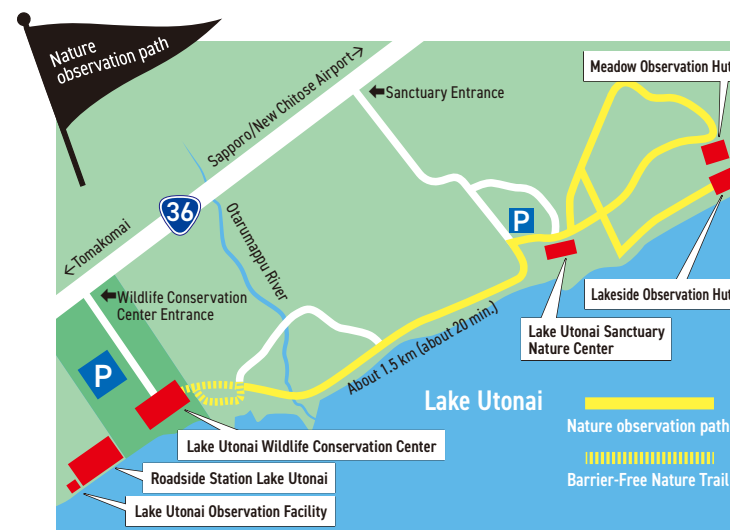 Nature
observation path
Sapporo/New Chitose Airport→
←Sanctuary Entrance
Meadow Observation Hut
36
←Tomakomai
Otarumappu River
P
←Wildlife Conservation
Center Entrance
P
Lakeside Observation Hut
Lake Utonai Sanctuary
Nature Center
About 1.5 km (about 20 min.)
Lake Utonai
Nature observation path
Barrier-Free Nature Trail
Lake Utonai Wildlife Conservation Center
Roadside Station Lake Utonai
Lake Utonai Observation Facility